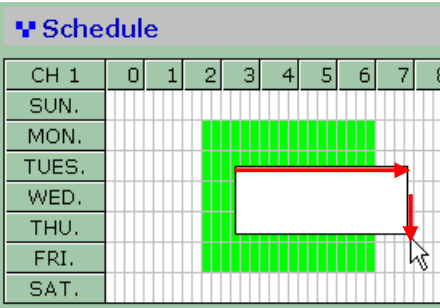 Schedule
CH 1 0 1 2 3 4 5 6 7 8
SUN.
MON.
TUES.
WED.
THU.
FRI.
SAT.